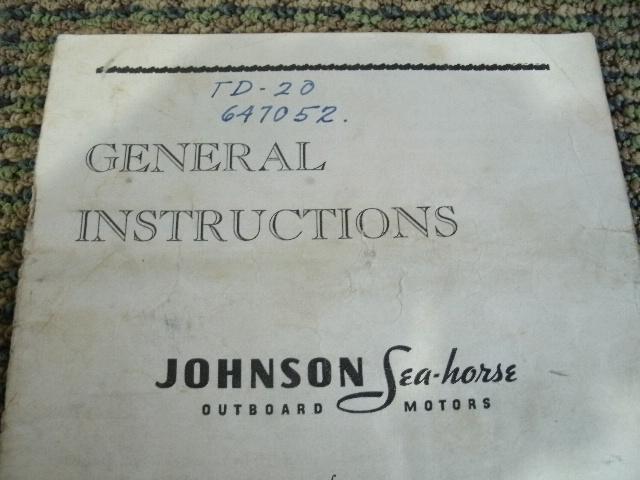 TD-20
647052.
GENERAL
INSTRUCTIONS
JOHNSON Sea-horse
OUTBOARD MOTORS